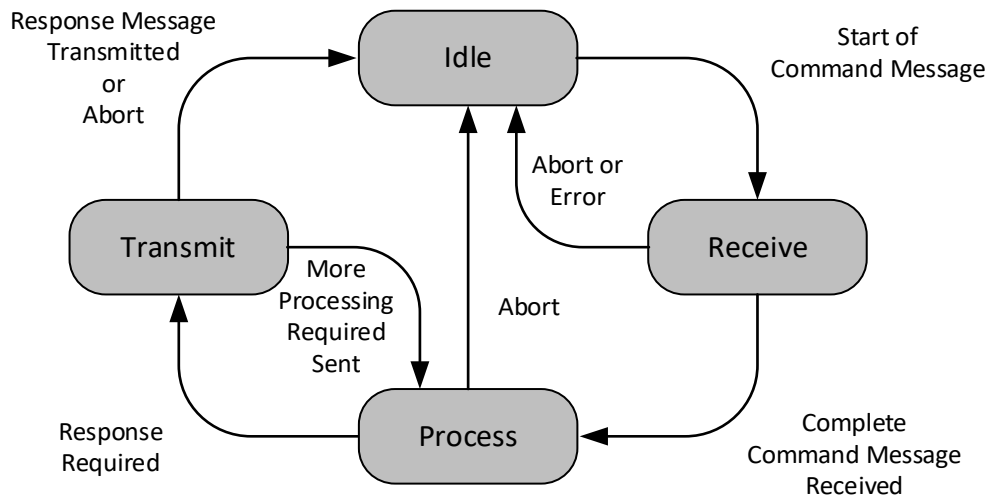 Response Message
Transmitted
or
Abort
Idle
Start of
Command Message
Abort or
Error
Transmit
Receive
More
Processing
Required
Sent
Abort
Response
Required
Process
Complete
Command Message
Received